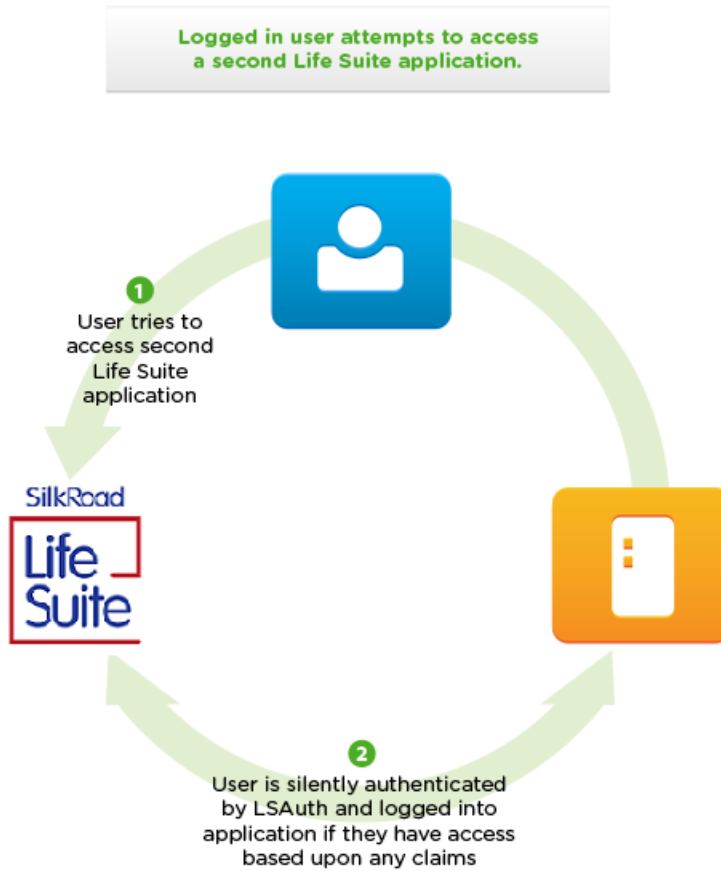 Logged in user attempts to access
a second Life Suite application.
1
User tries to
access second
Life Suite
application
SilkRoad
Life
Suite
2
User is silently authenticated
by LSAuth and logged into
application if they have access
based upon any claims